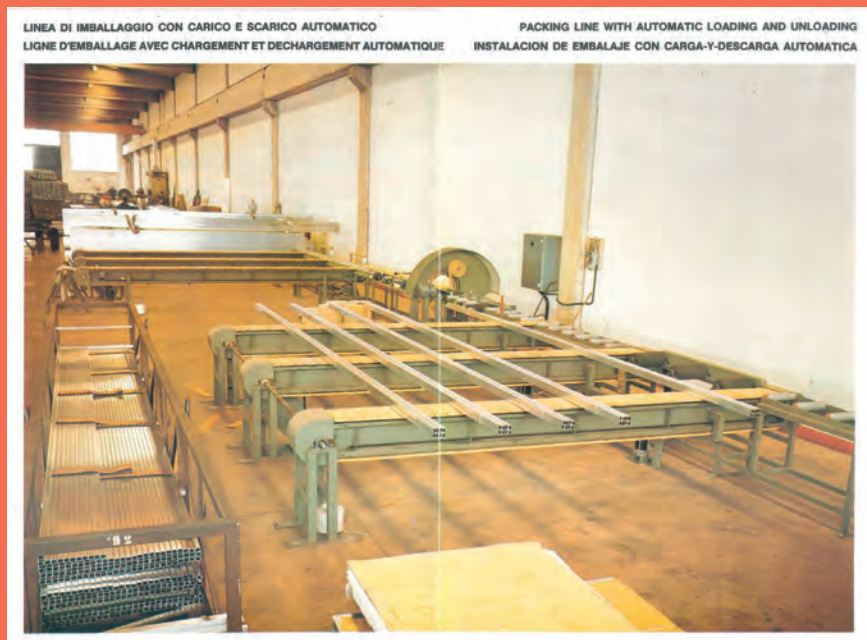 LINEA DI IMBALLAGGIO CON CARICO E SCARICO AUTOMATICO
LIGNE D'EMBALLAGE AVEC CHARGEMENT ET DECHARGEMENT AUTOMATIQUE
PACKING LINE WITH AUTOMATIC LOADING AND UNLOADING
INSTALACION DE EMBALAJE CON CARGA-Y-DESCARGA AUTOMATICA